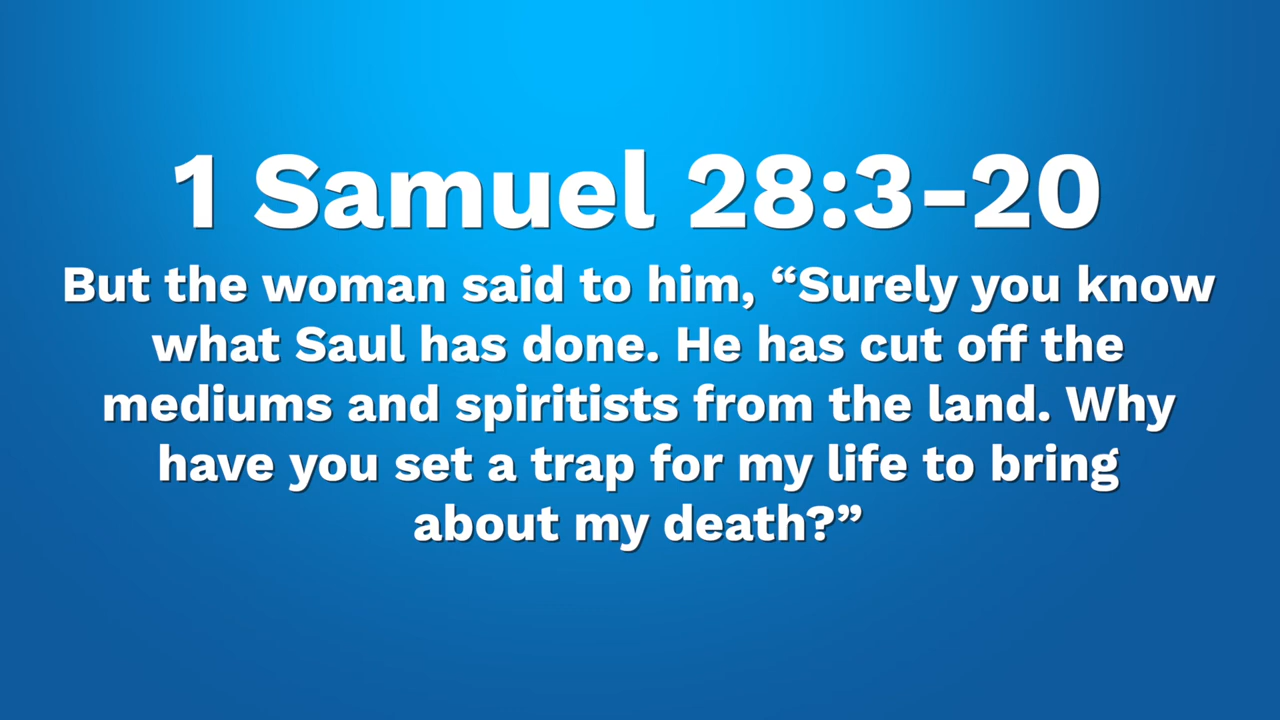 1 Samuel 28:3-20
But the woman said to him, “Surely you know
what Saul has done. He has cut off the
mediums and spiritists from the land. Why
have you set a trap for my life to bring
about my death?”